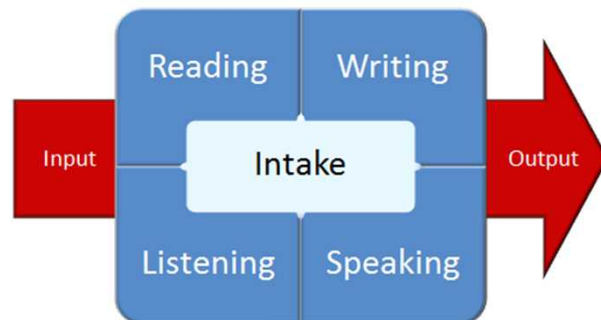 Reading
Writing
Input
Intake
Output
Listening
Speaking